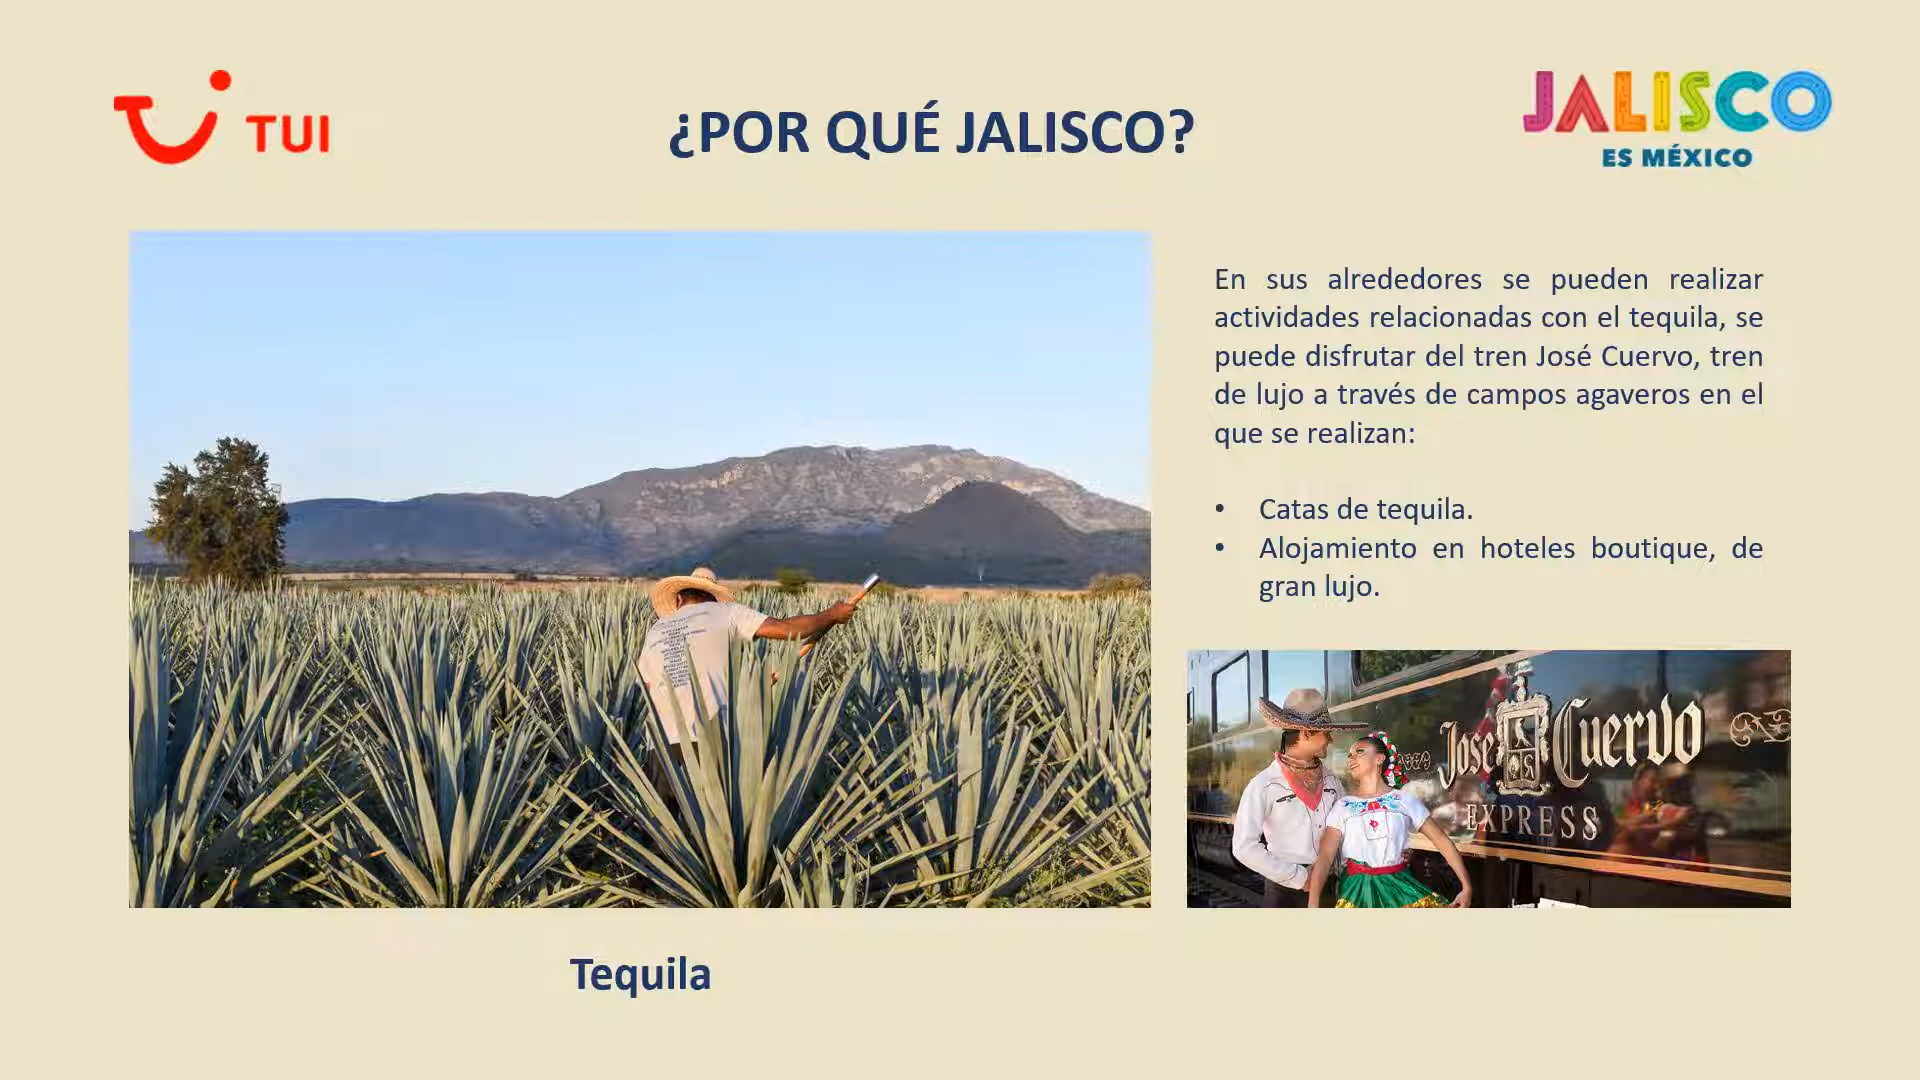 TUI
¿POR QUÉ JALISCO?
JALISCO
ES MÉXICO
En sus alrededores se pueden realizar
actividades relacionadas con el tequila, se
puede disfrutar del tren José Cuervo, tren
de lujo a través de campos agaveros en el
que se realizan:
• Catas de tequila.
• Alojamiento en hoteles boutique, de
gran lujo.
Jose Cuervo
EXPRESS
Tequila